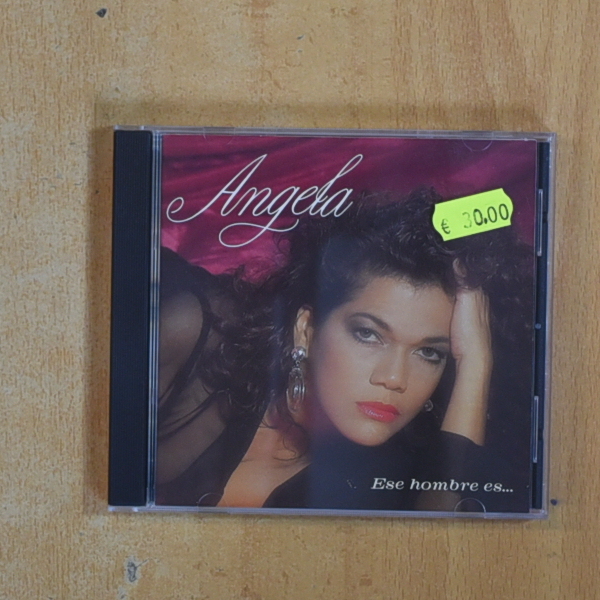 Angela
€ 30.00
Ese hombre es...